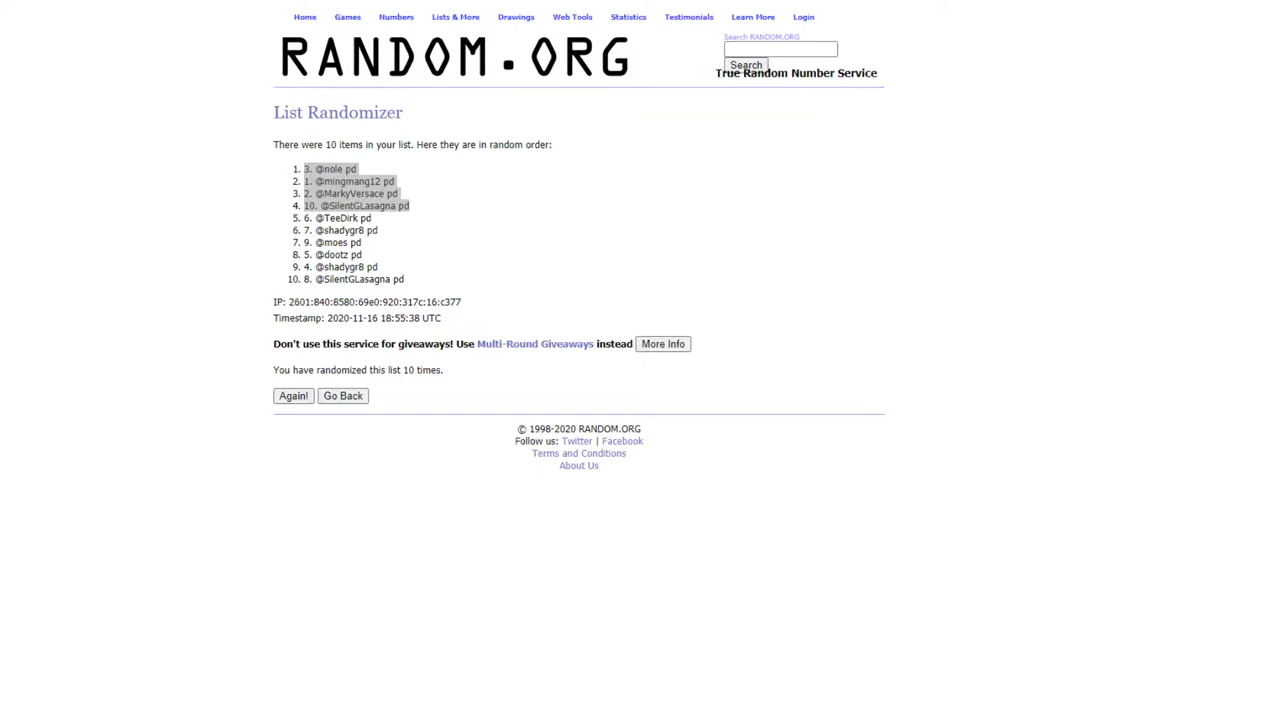 Home Games Numbers Lists & More Drawings Web Tools Statistics Testimonials Learn More Login
RANDOM.ORG
Search RANDOM.ORG
Search
True Random Number Service
List Randomizer
There were 10 items in your list. Here they are in random order:
1. 3. @nole pd
2. 1. @mingmang12 pd
3. 2. @MarkyVersace pd
4. 10. @SilentGLasagna pd
5. 6. @TeeDirk pd
6. 7. @shadygr8 pd
7. 9. @moes pd
8. 5. @dootz pd
9. 4. @shadygr8 pd
10. 8. @SilentGLasagna pd
IP: 2601:840:8580:69e0:920:317c:16:c377
Timestamp: 2020-11-16 18:55:38 UTC
Don't use this service for giveaways! Use Multi-Round Giveaways instead More Info
You have randomized this list 10 times.
Again! Go Back
© 1998-2020 RANDOM.ORG
Follow us: Twitter | Facebook
Terms and Conditions
About Us